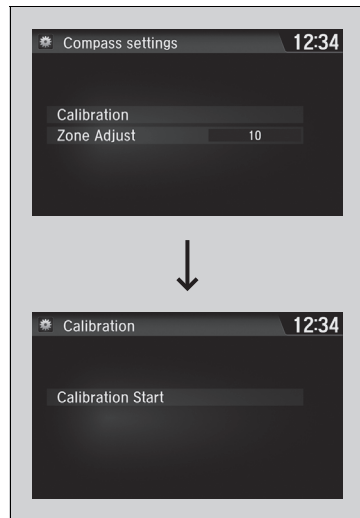 Compass settings 12:34
Calibration
Zone Adjust 10
Calibration 12:34
Calibration Start